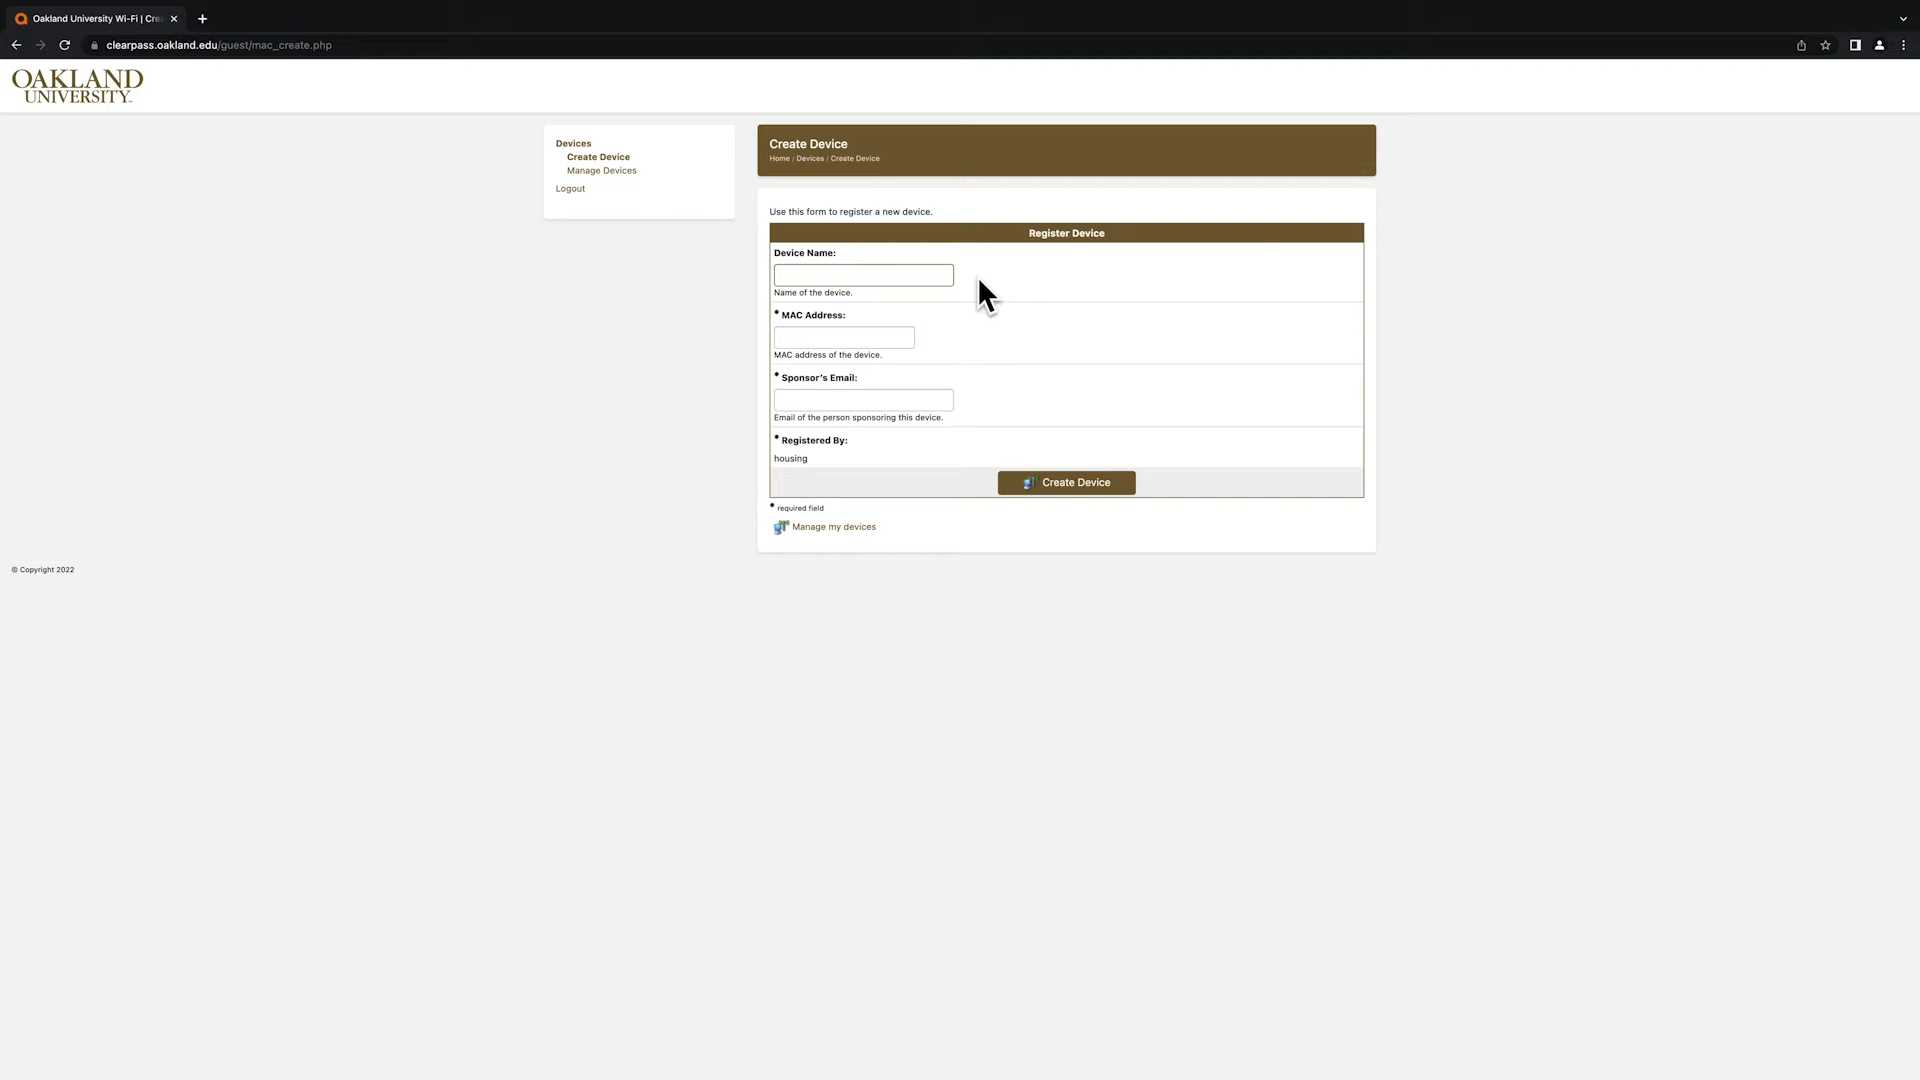 Oakland University Wi-Fi | Cre
clearpass.oakland.edu/guest/mac_create.php
OAKLAND
UNIVERSITY™
Devices
Create Device
Manage Devices
Logout
Create Device
Home / Devices / Create Device
Use this form to register a new device.
Register Device
Device Name:
Name of the device.
* MAC Address:
MAC address of the device.
* Sponsor's Email:
Email of the person sponsoring this device.
* Registered By:
housing
Create Device
* required field
Manage my devices
© Copyright 2022